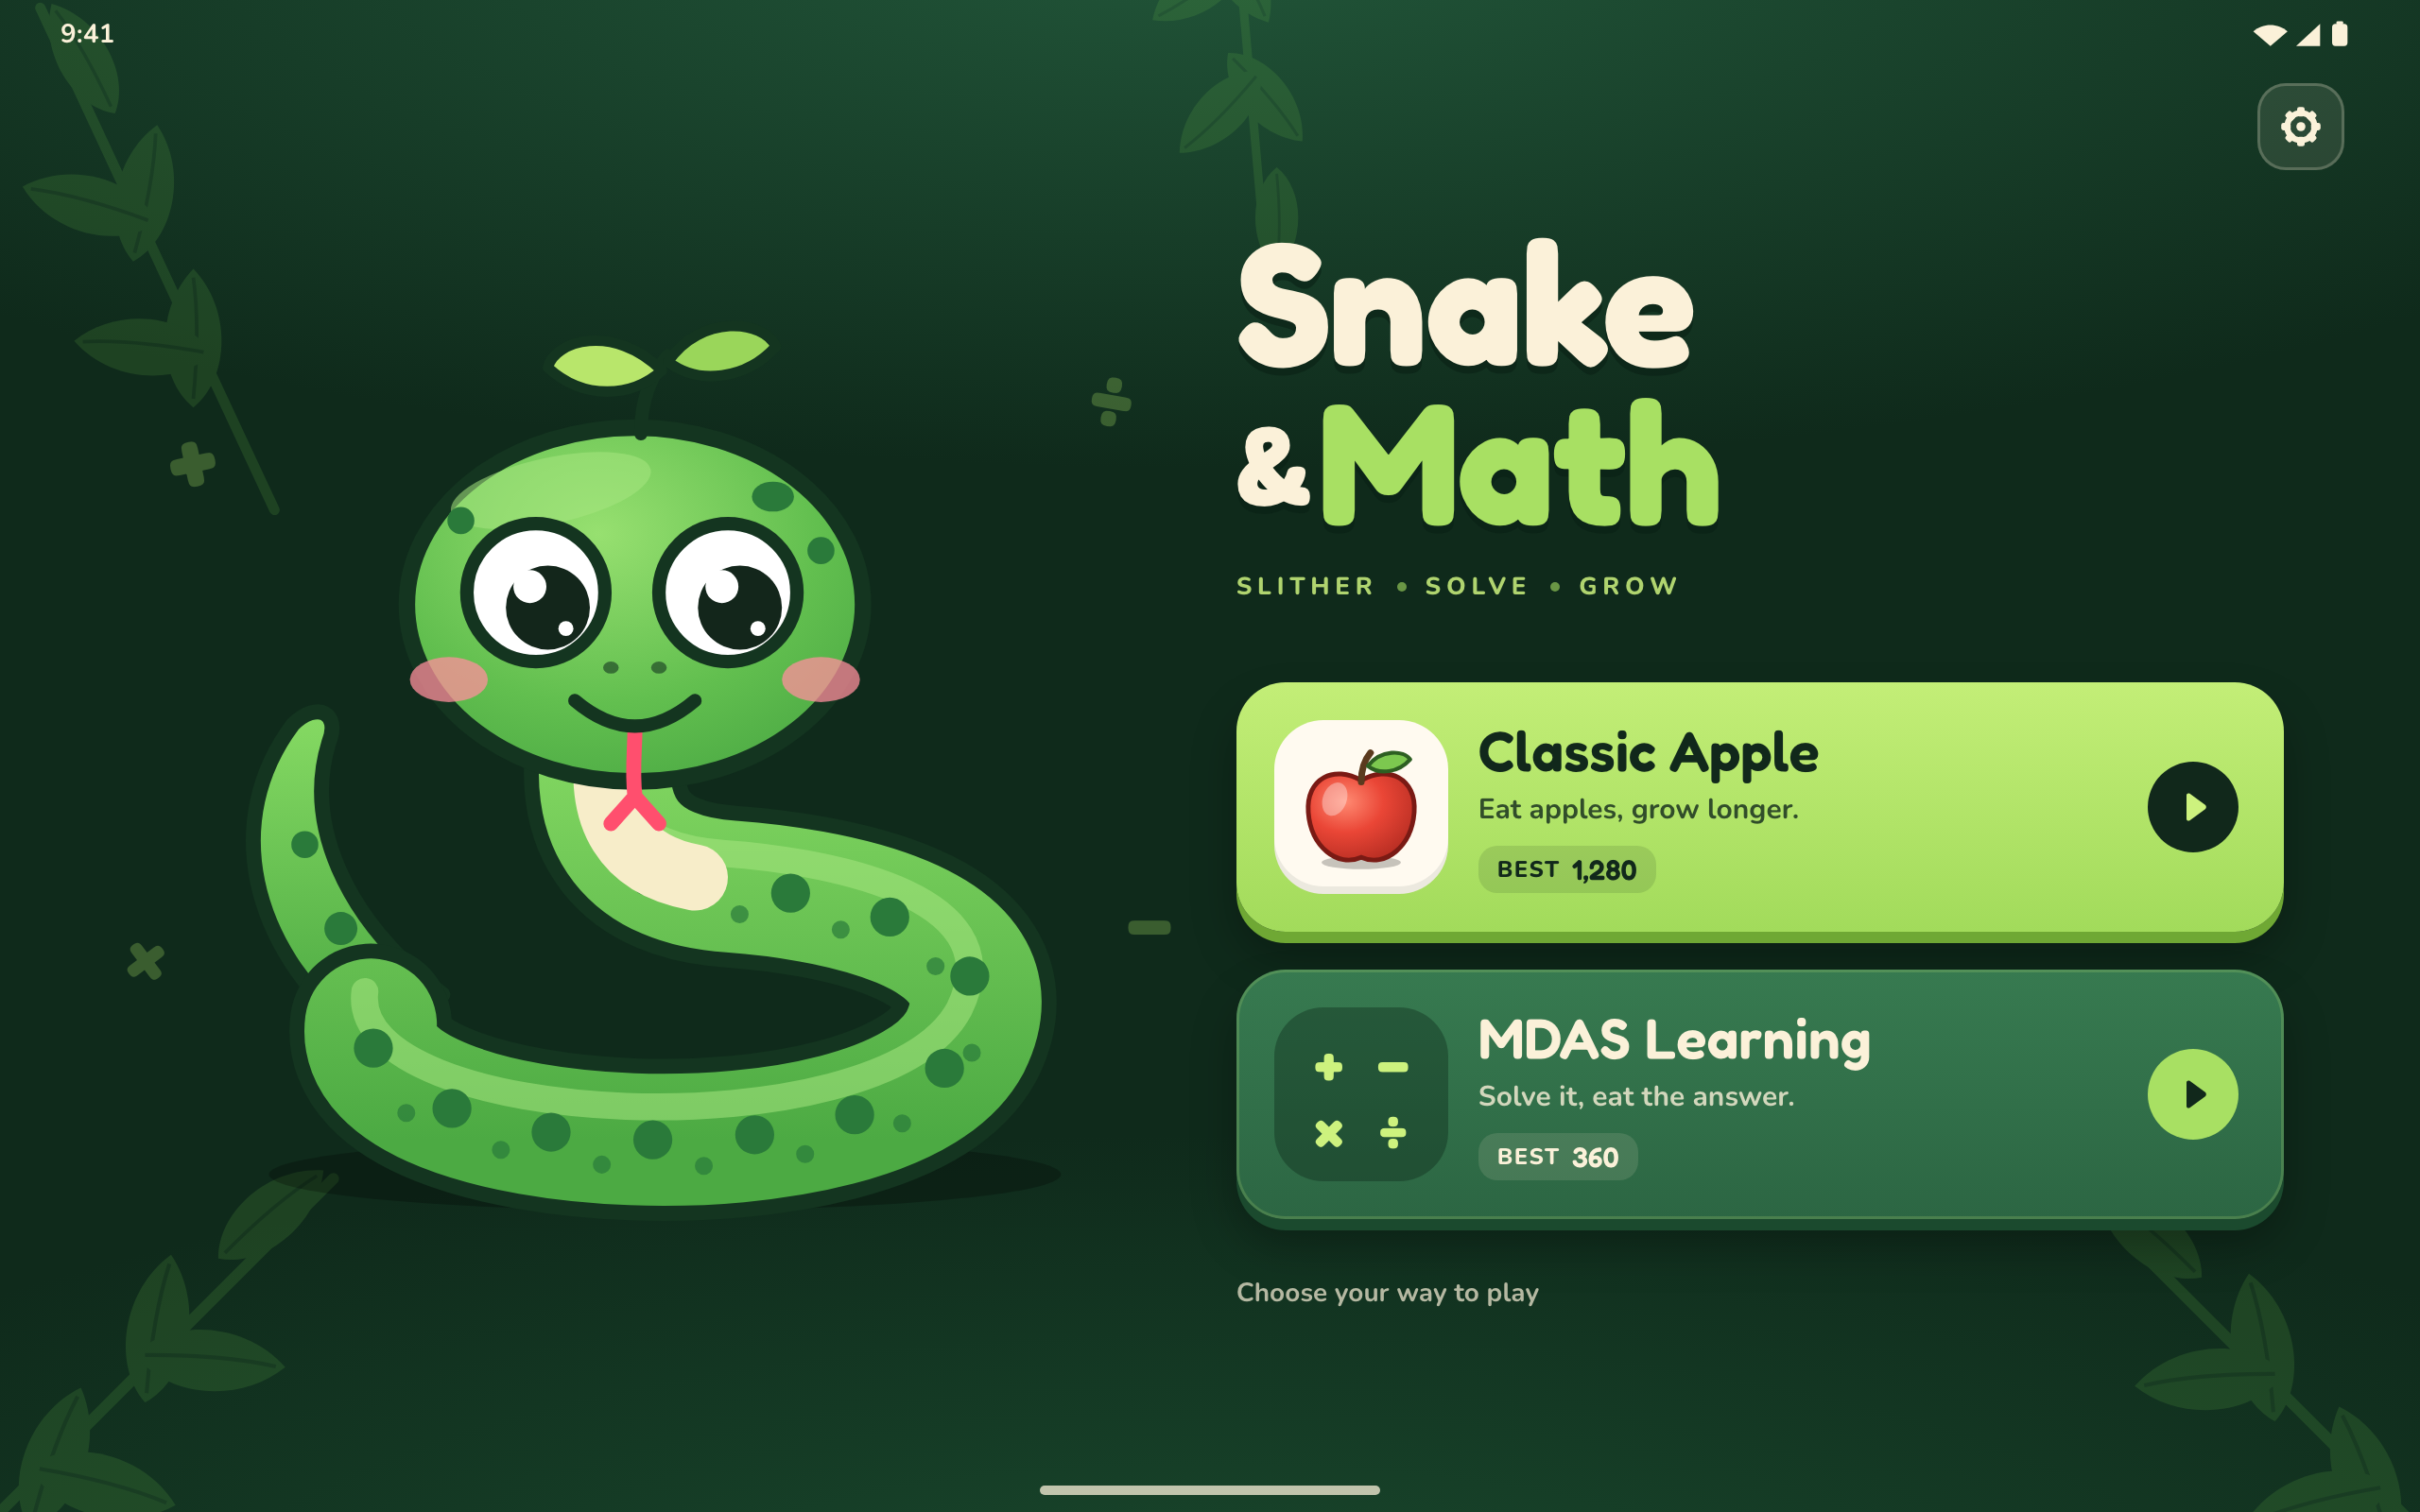 9:41
Snake
&Math
SLITHER • SOLVE • GROW
Classic Apple
Eat apples, grow longer.
BEST 1,280
MDAS Learning
Solve it, eat the answer.
BEST 360
Choose your way to play